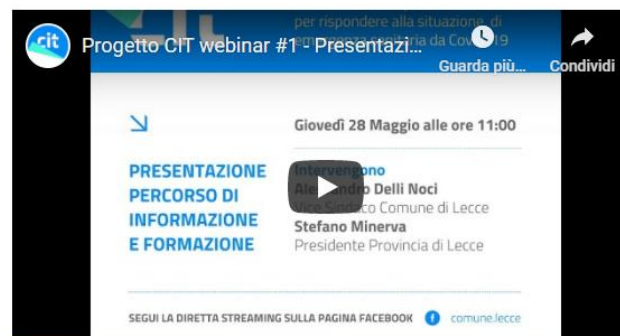 per rispondere alla situazione di
cit
Progetto CIT webinar #1 - Presentazi...
Guarda più...
Condividi
Giovedì 28 Maggio alle ore 11:00
PRESENTAZIONE
PERCORSO DI
INFORMAZIONE
E FORMAZIONE
Intervengono
Alessandro Delli Noci
Vice Sindaco Comune di Lecce
Stefano Minerva
Presidente Provincia di Lecce
SEGUI LA DIRETTA STREAMING SULLA PAGINA FACEBOOK f comune.lecce